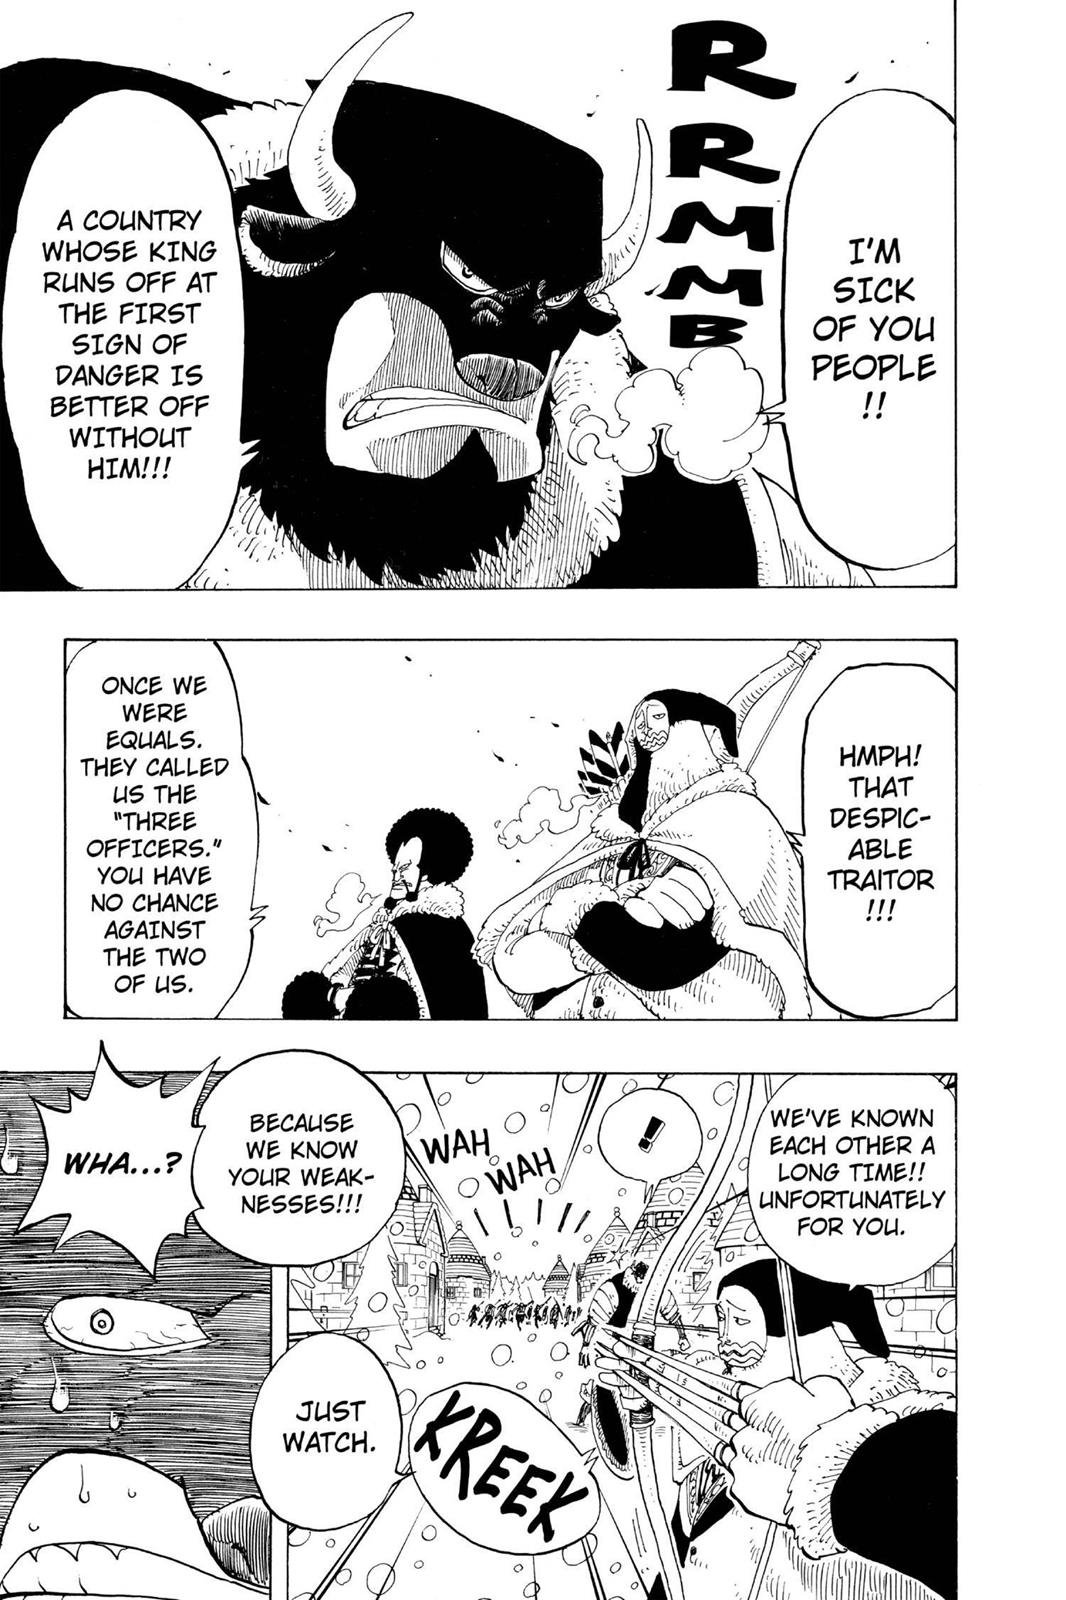 I'M
SICK
OF YOU
PEOPLE
!!
RRMMB
A COUNTRY
WHOSE KING
RUNS OFF AT
THE FIRST
SIGN OF
DANGER IS
BETTER OFF
WITHOUT
HIM!!!
HMPH!
THAT
DESPIC-
ABLE
TRAITOR
!!!
ONCE WE
WERE
EQUALS.
THEY CALLED
US THE
"THREE
OFFICERS."
YOU HAVE
NO CHANCE
AGAINST
THE TWO
OF US.
WE'VE KNOWN
EACH OTHER A
LONG TIME!!
UNFORTUNATELY
FOR YOU.
!
WAH
WAH
KREEK
BECAUSE
WE KNOW
YOUR WEAK-
NESSES!!!
JUST
WATCH.
WHA...?